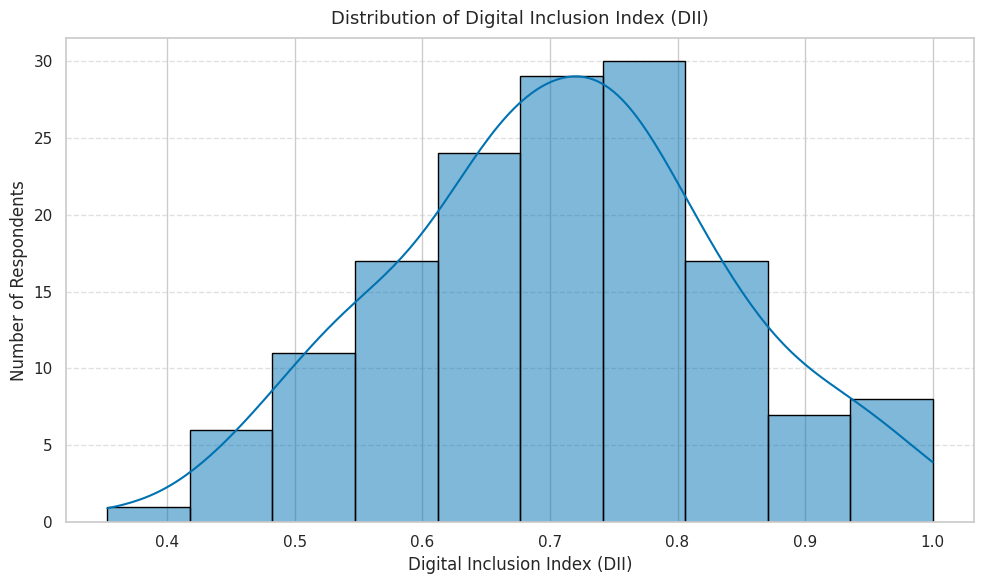 Distribution of Digital Inclusion Index (DII)
Number of Respondents
30
25
20
15
10
5
0
0.4 0.5 0.6 0.7 0.8 0.9 1.0
Digital Inclusion Index (DII)